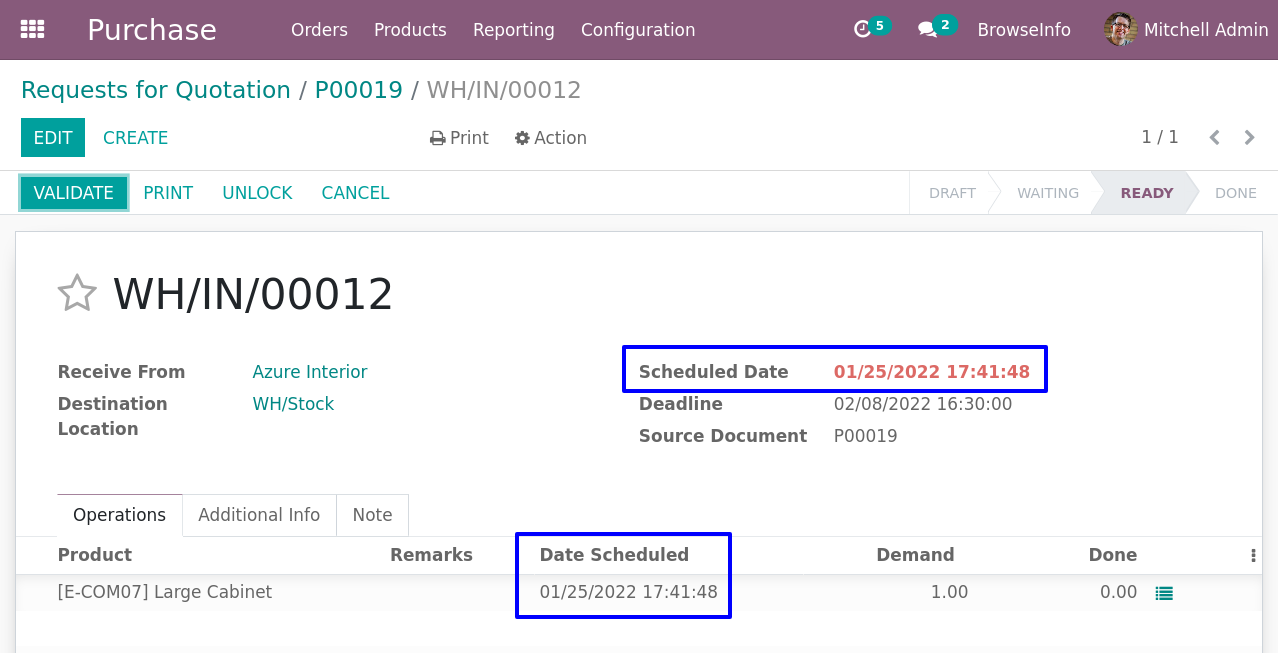 Purchase Orders Products Reporting Configuration 5 2 BrowseInfo Mitchell Admin
Requests for Quotation / P00019 / WH/IN/00012
EDIT CREATE Print Action 1 / 1
VALIDATE PRINT UNLOCK CANCEL DRAFT WAITING READY DONE
WH/IN/00012
Receive From Azure Interior Scheduled Date 01/25/2022 17:41:48
Destination Location WH/Stock Deadline 02/08/2022 16:30:00
Source Document P00019
Operations Additional Info Note
Product Remarks Date Scheduled Demand Done
[E-COM07] Large Cabinet 01/25/2022 17:41:48 1.00 0.00